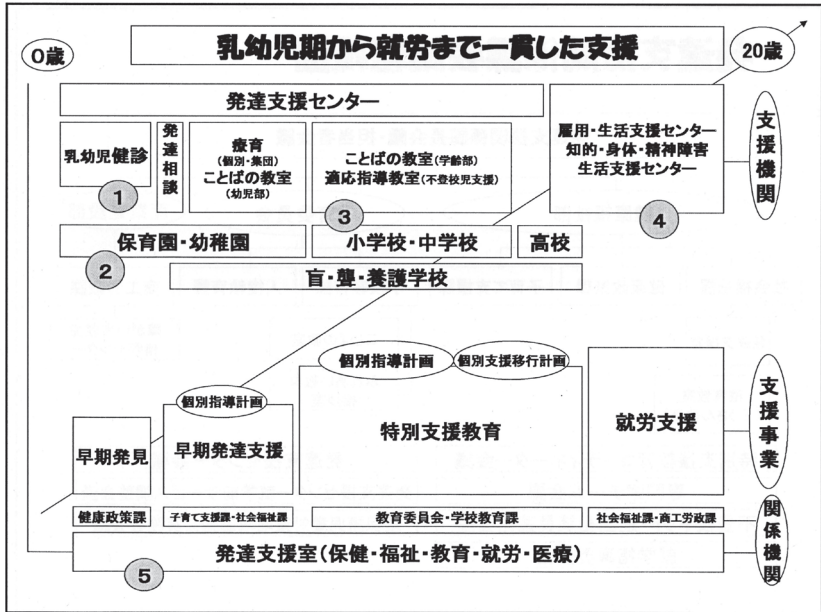 乳幼児期から就労まで一貫した支援
0歳
20歳
発達支援センター
乳幼児健診
発達相談
療育
(個別・集団)
ことばの教室
(幼児部)
ことばの教室(学齢部)
適応指導教室(不登校児支援)
雇用・生活支援センター
知的・身体・精神障害
生活支援センター
支援機関
1
3
4
保育園・幼稚園
小学校・中学校
高校
2
盲・聾・養護学校
個別指導計画
個別支援移行計画
個別指導計画
早期発見
早期発達支援
特別支援教育
就労支援
支援事業
健康政策課
子育て支援課・社会福祉課
教育委員会・学校教育課
社会福祉課・商工労政課
関係機関
発達支援室(保健・福祉・教育・就労・医療)
5